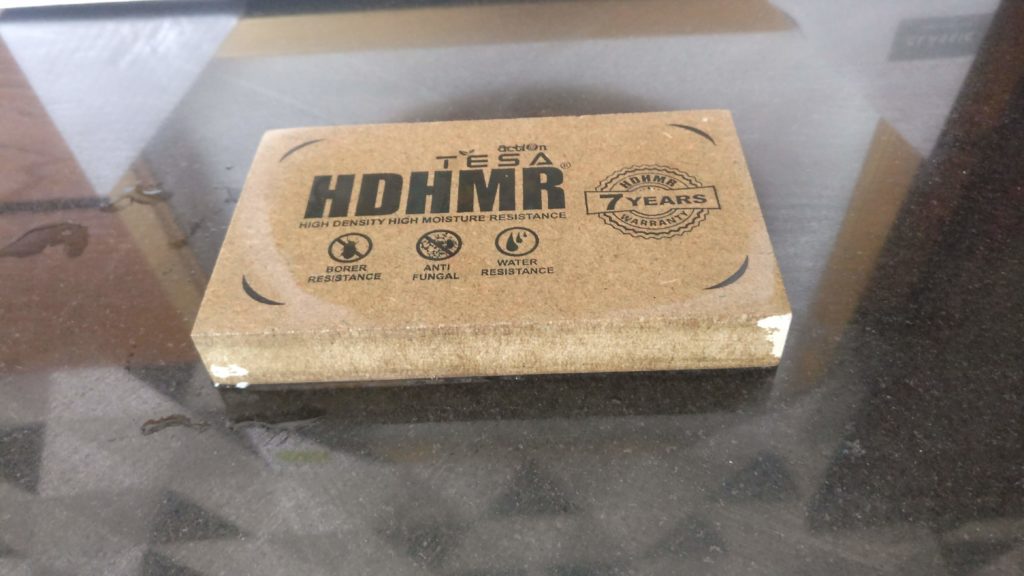 action
TESA®
HDHMR
HIGH DENSITY HIGH MOISTURE RESISTANCE
BORER
RESISTANCE
ANTI
FUNGAL
WATER
RESISTANCE
HDHMR
7 YEARS
WARRANTY